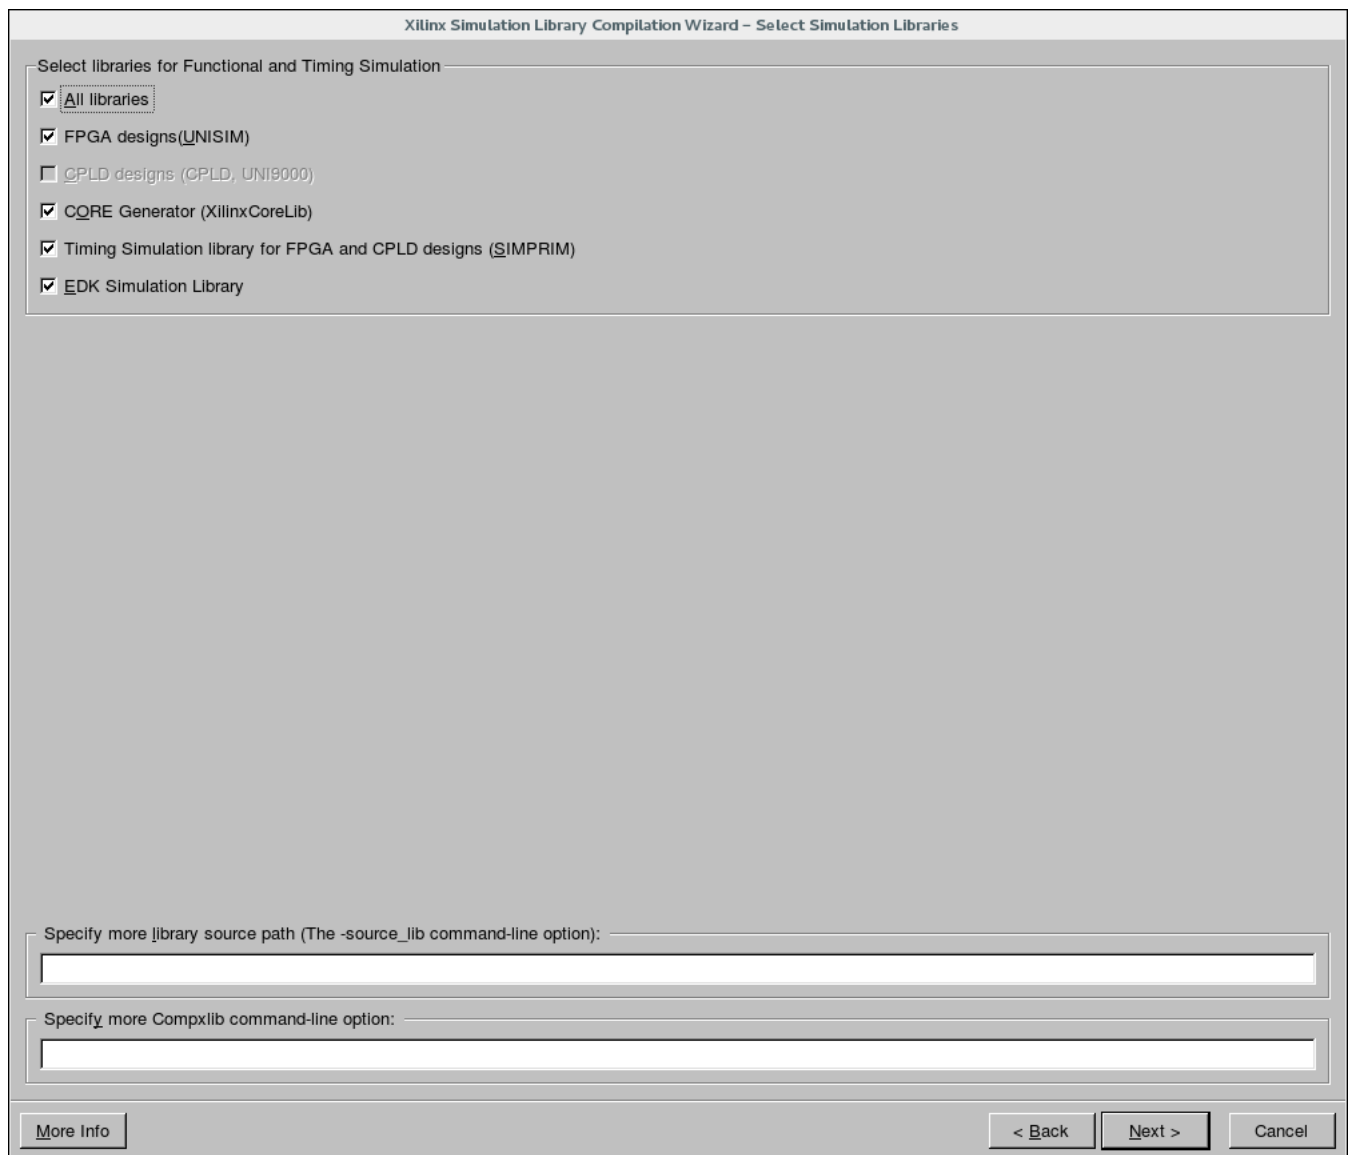 Xilinx Simulation Library Compilation Wizard – Select Simulation Libraries
Select libraries for Functional and Timing Simulation
All libraries
FPGA designs(UNISIM)
CPLD designs (CPLD, UNI9000)
CORE Generator (XilinxCoreLib)
Timing Simulation library for FPGA and CPLD designs (SIMPRIM)
EDK Simulation Library
Specify more library source path (The -source_lib command-line option):
Specify more Compxlib command-line option:
More Info
< Back
Next >
Cancel